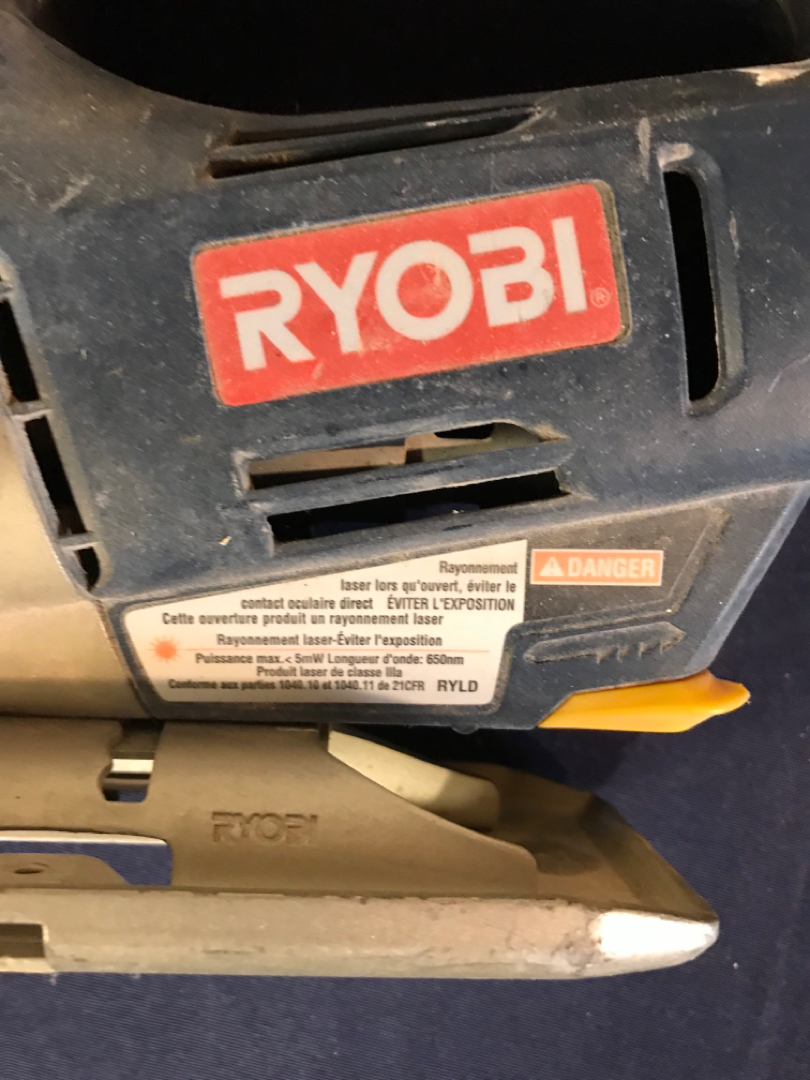 RYOBI®
DANGER
Rayonnement
laser lors qu'ouvert, éviter le
contact oculaire direct ÉVITER L'EXPOSITION
Cette ouverture produit un rayonnement laser
Rayonnement laser-Éviter l'exposition
Puissance max.< 5mW Longueur d'onde: 650nm
Produit laser de classe IIIa
Conforme aux parties 1040.10 et 1040.11 de 21CFR RYLD
RYOBI